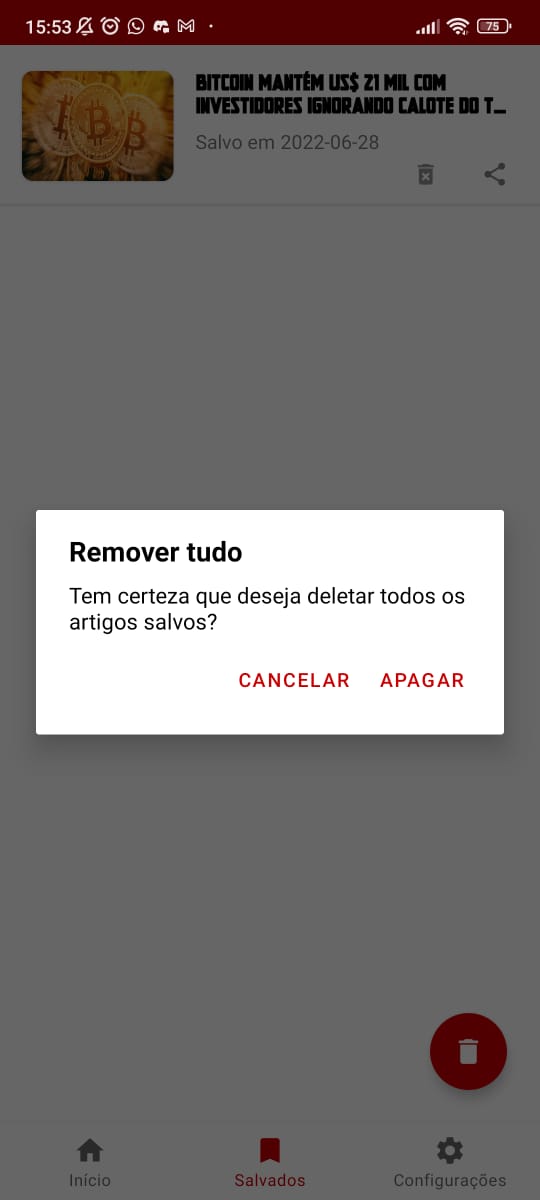 15:53
75
BITCOIN MANTÉM US$ 21 MIL COM
INVESTIDORES IGNORANDO CALOTE DO T...
Salvo em 2022-06-28
Remover tudo
Tem certeza que deseja deletar todos os
artigos salvos?
CANCELAR APAGAR
Início Salvados Configurações